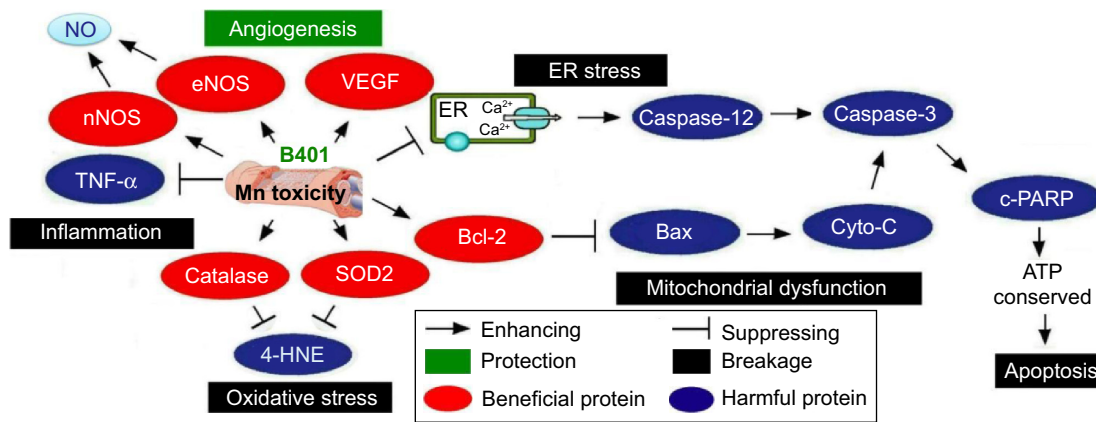 NO
Angiogenesis
eNOS
VEGF
ER stress
nNOS
ER
Ca2+
Ca2+
Caspase-12
Caspase-3
B401
TNF-α
Mn toxicity
c-PARP
Inflammation
Bcl-2
Bax
Cyto-C
Catalase
SOD2
Mitochondrial dysfunction
ATP
conserved
4-HNE
Oxidative stress
Enhancing
Suppressing
Protection
Breakage
Beneficial protein
Harmful protein
Apoptosis